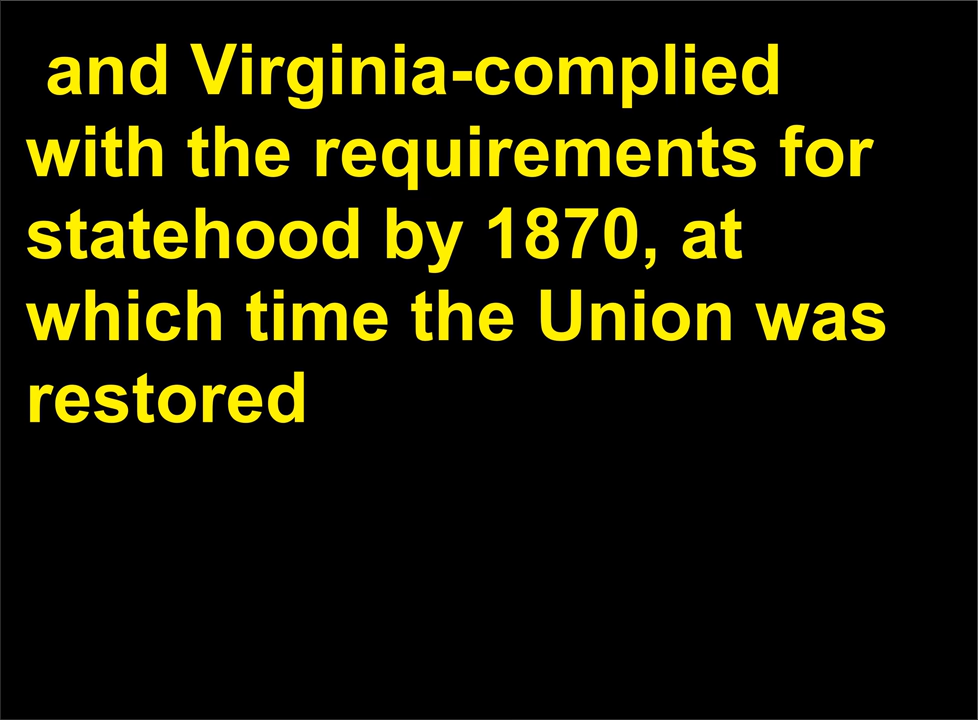 and Virginia-complied
with the requirements for
statehood by 1870, at
which time the Union was
restored